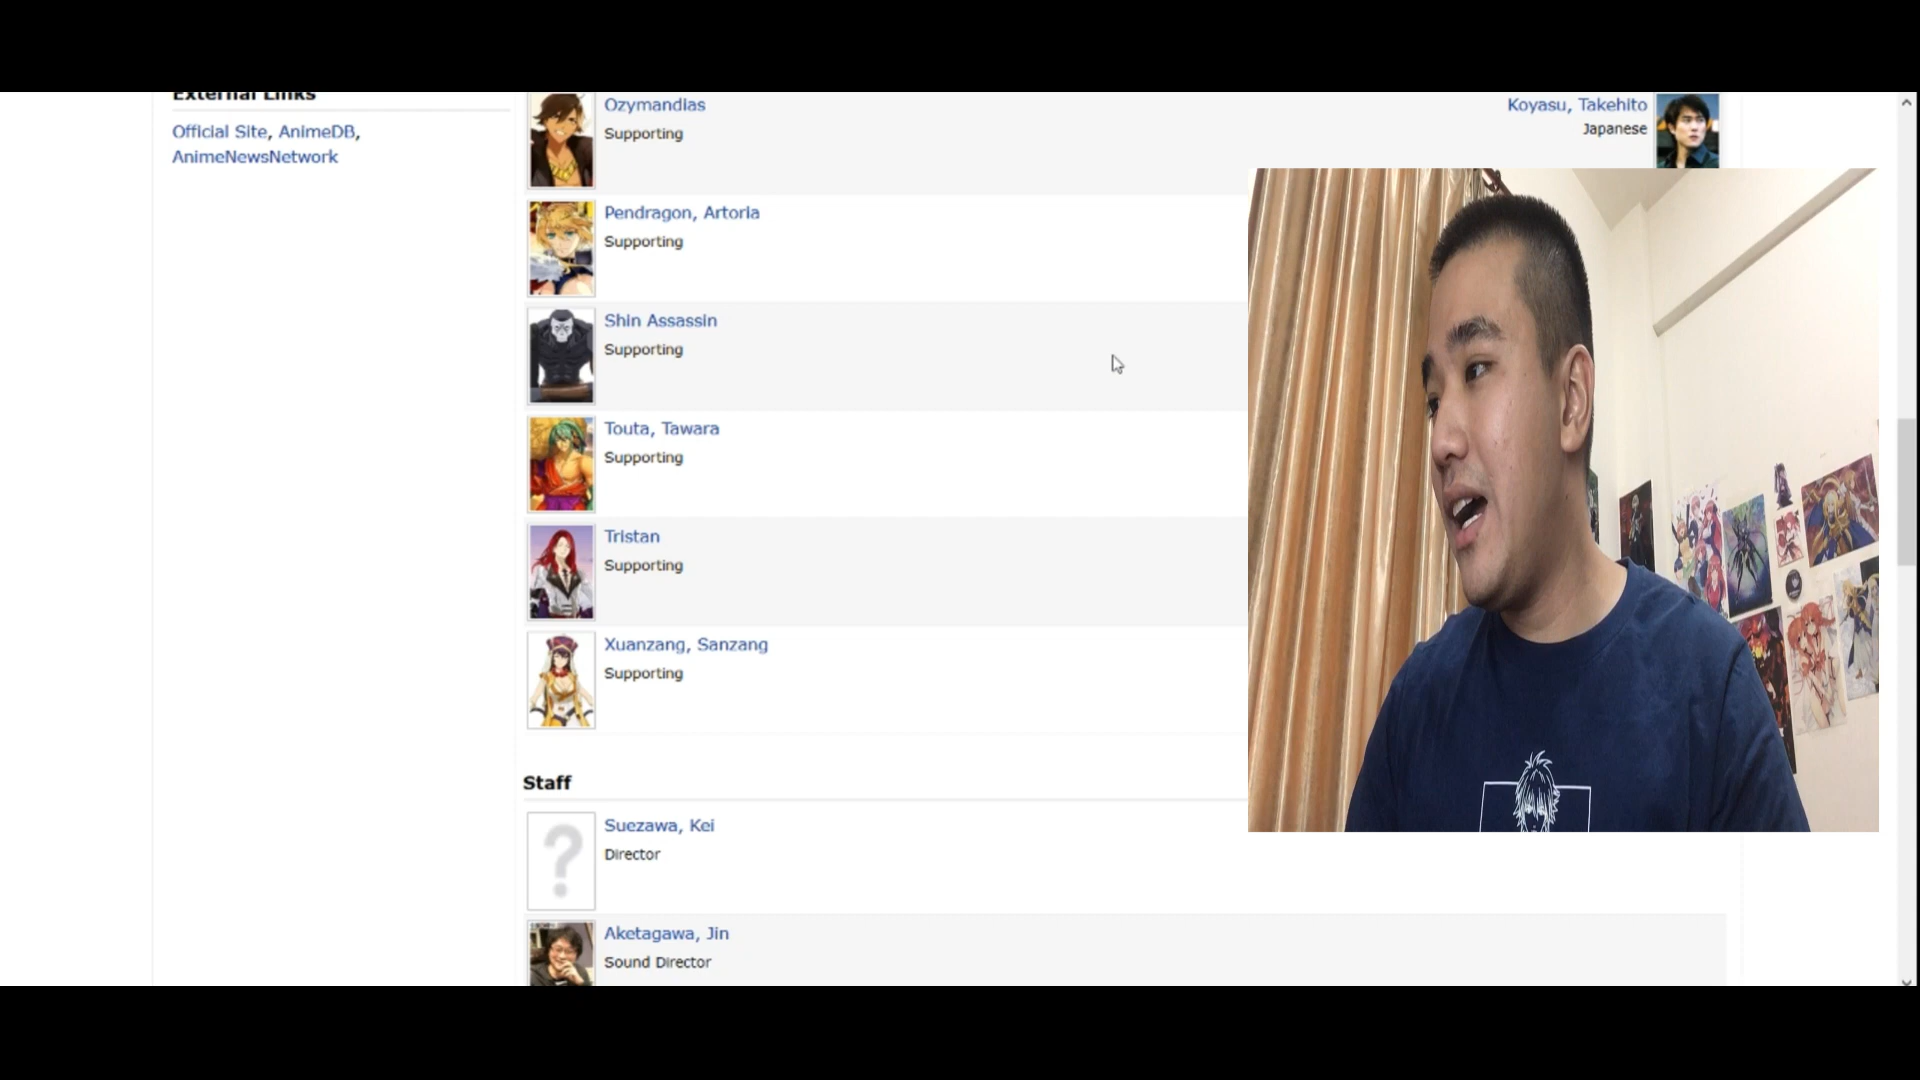 External Links
Official Site, AnimeDB,
AnimeNewsNetwork
Ozymandias
Supporting
Koyasu, Takehito
Japanese
Pendragon, Artoria
Supporting
Shin Assassin
Supporting
Touta, Tawara
Supporting
Tristan
Supporting
Xuanzang, Sanzang
Supporting
Staff
Suezawa, Kei
Director
Aketagawa, Jin
Sound Director